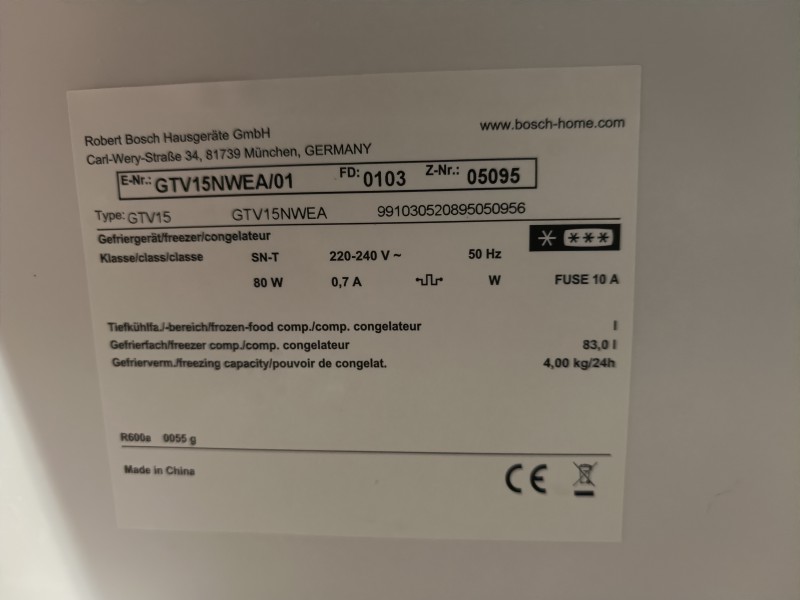 Robert Bosch Hausgeräte GmbH
www.bosch-home.com
Carl-Wery-Straße 34, 81739 München, GERMANY
E-Nr.: GTV15NWEA/01 FD: 0103 Z-Nr.: 05095
Type: GTV15 GTV15NWEA 991030520895050956
Gefriergerät/freezer/congelateur
Klasse/class/classe SN-T 220-240 V ~ 50 Hz
80 W 0,7 A W FUSE 10 A
Tiefkühlfa./-bereich/frozen-food comp./comp. congelateur l
Gefrierfach/freezer comp./comp. congelateur 83,0 l
Gefrierverm./freezing capacity/pouvoir de congelat. 4,00 kg/24h
R600a 0055 g
Made in China
CE